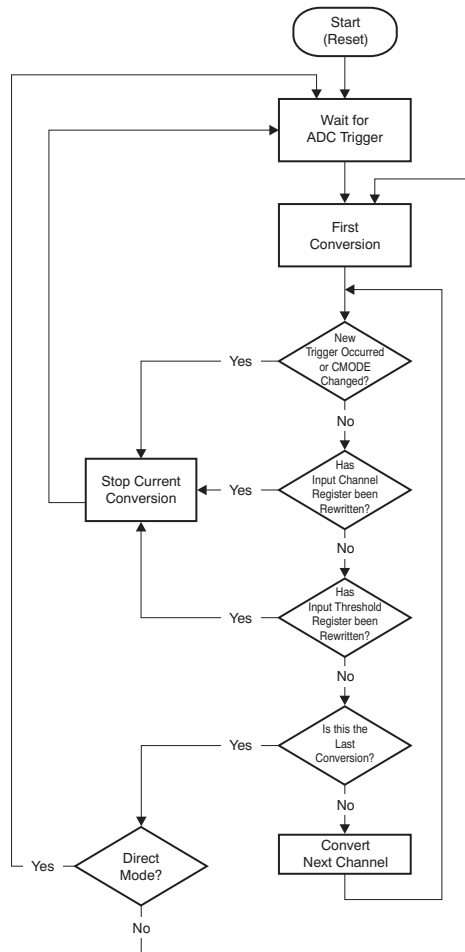 Start
(Reset)
Wait for
ADC Trigger
First
Conversion
New
Trigger Occurred
or CMODE
Changed?
Yes
No
Stop Current
Conversion
Has
Input Channel
Register been
Rewritten?
Yes
No
Has
Input Threshold
Register been
Rewritten?
Yes
No
Is this the
Last
Conversion?
Yes
No
Convert
Next Channel
Direct
Mode?
Yes
No